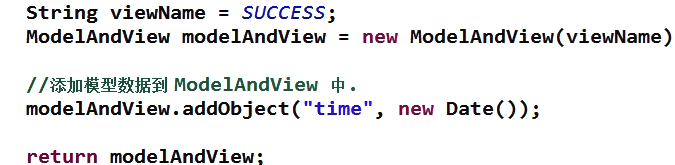 String viewName = SUCCESS;
ModelAndView modelAndView = new ModelAndView(viewName)
//添加模型数据到 ModelAndView 中.
modelAndView.addObject("time", new Date());
return modelAndView;